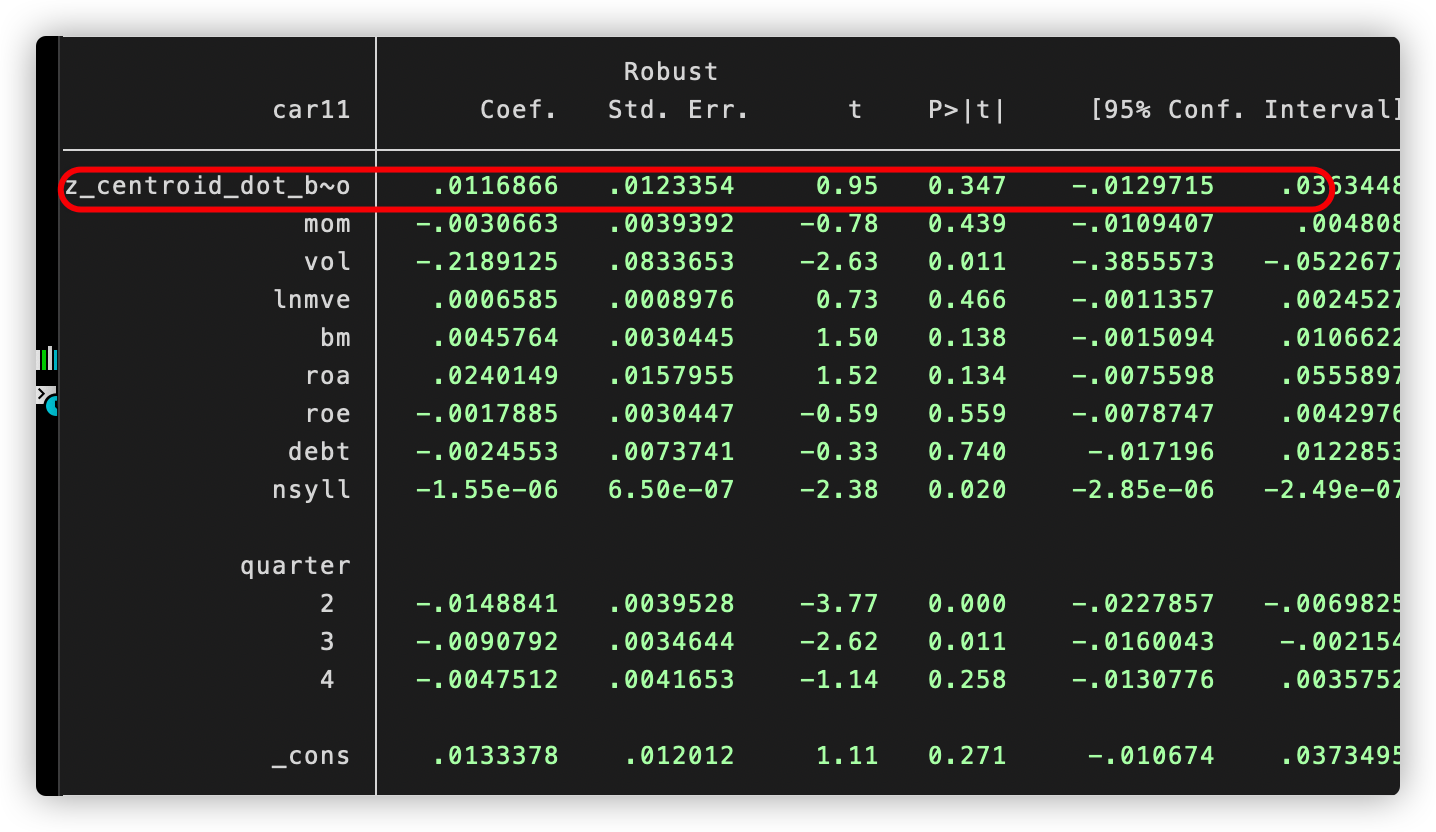 Robust
car11 Coef. Std. Err. t P>|t| [95% Conf. Interval]
z_centroid_dot_b~o .0116866 .0123354 0.95 0.347 -.0129715 .0363448
mom -.0030663 .0039392 -0.78 0.439 -.0109407 .004808
vol -.2189125 .0833653 -2.63 0.011 -.3855573 -.0522677
lnmve .0006585 .0008976 0.73 0.466 -.0011357 .0024527
bm .0045764 .0030445 1.50 0.138 -.0015094 .0106622
roa .0240149 .0157955 1.52 0.134 -.0075598 .0555897
roe -.0017885 .0030447 -0.59 0.559 -.0078747 .0042976
debt -.0024553 .0073741 -0.33 0.740 -.017196 .0122853
nsyll -1.55e-06 6.50e-07 -2.38 0.020 -2.85e-06 -2.49e-07
quarter
2 -.0148841 .0039528 -3.77 0.000 -.0227857 -.0069825
3 -.0090792 .0034644 -2.62 0.011 -.0160043 -.002154
4 -.0047512 .0041653 -1.14 0.258 -.0130776 .0035752
_cons .0133378 .012012 1.11 0.271 -.010674 .0373495